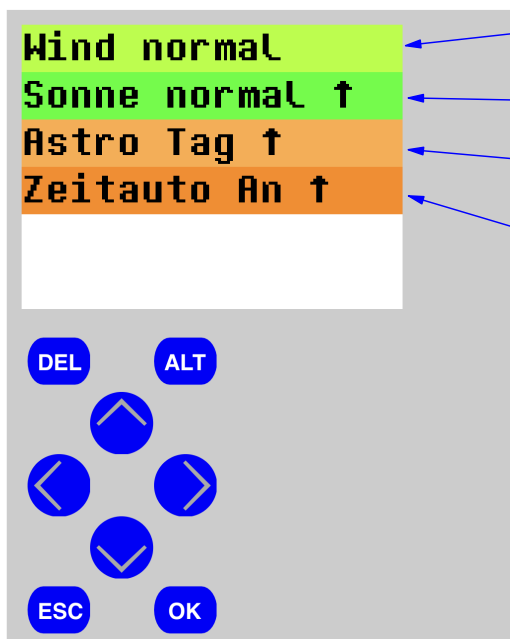 Wind normal
Sonne normal ↑
Astro Tag ↑
Zeitauto An ↑
DEL ALT
ESC OK